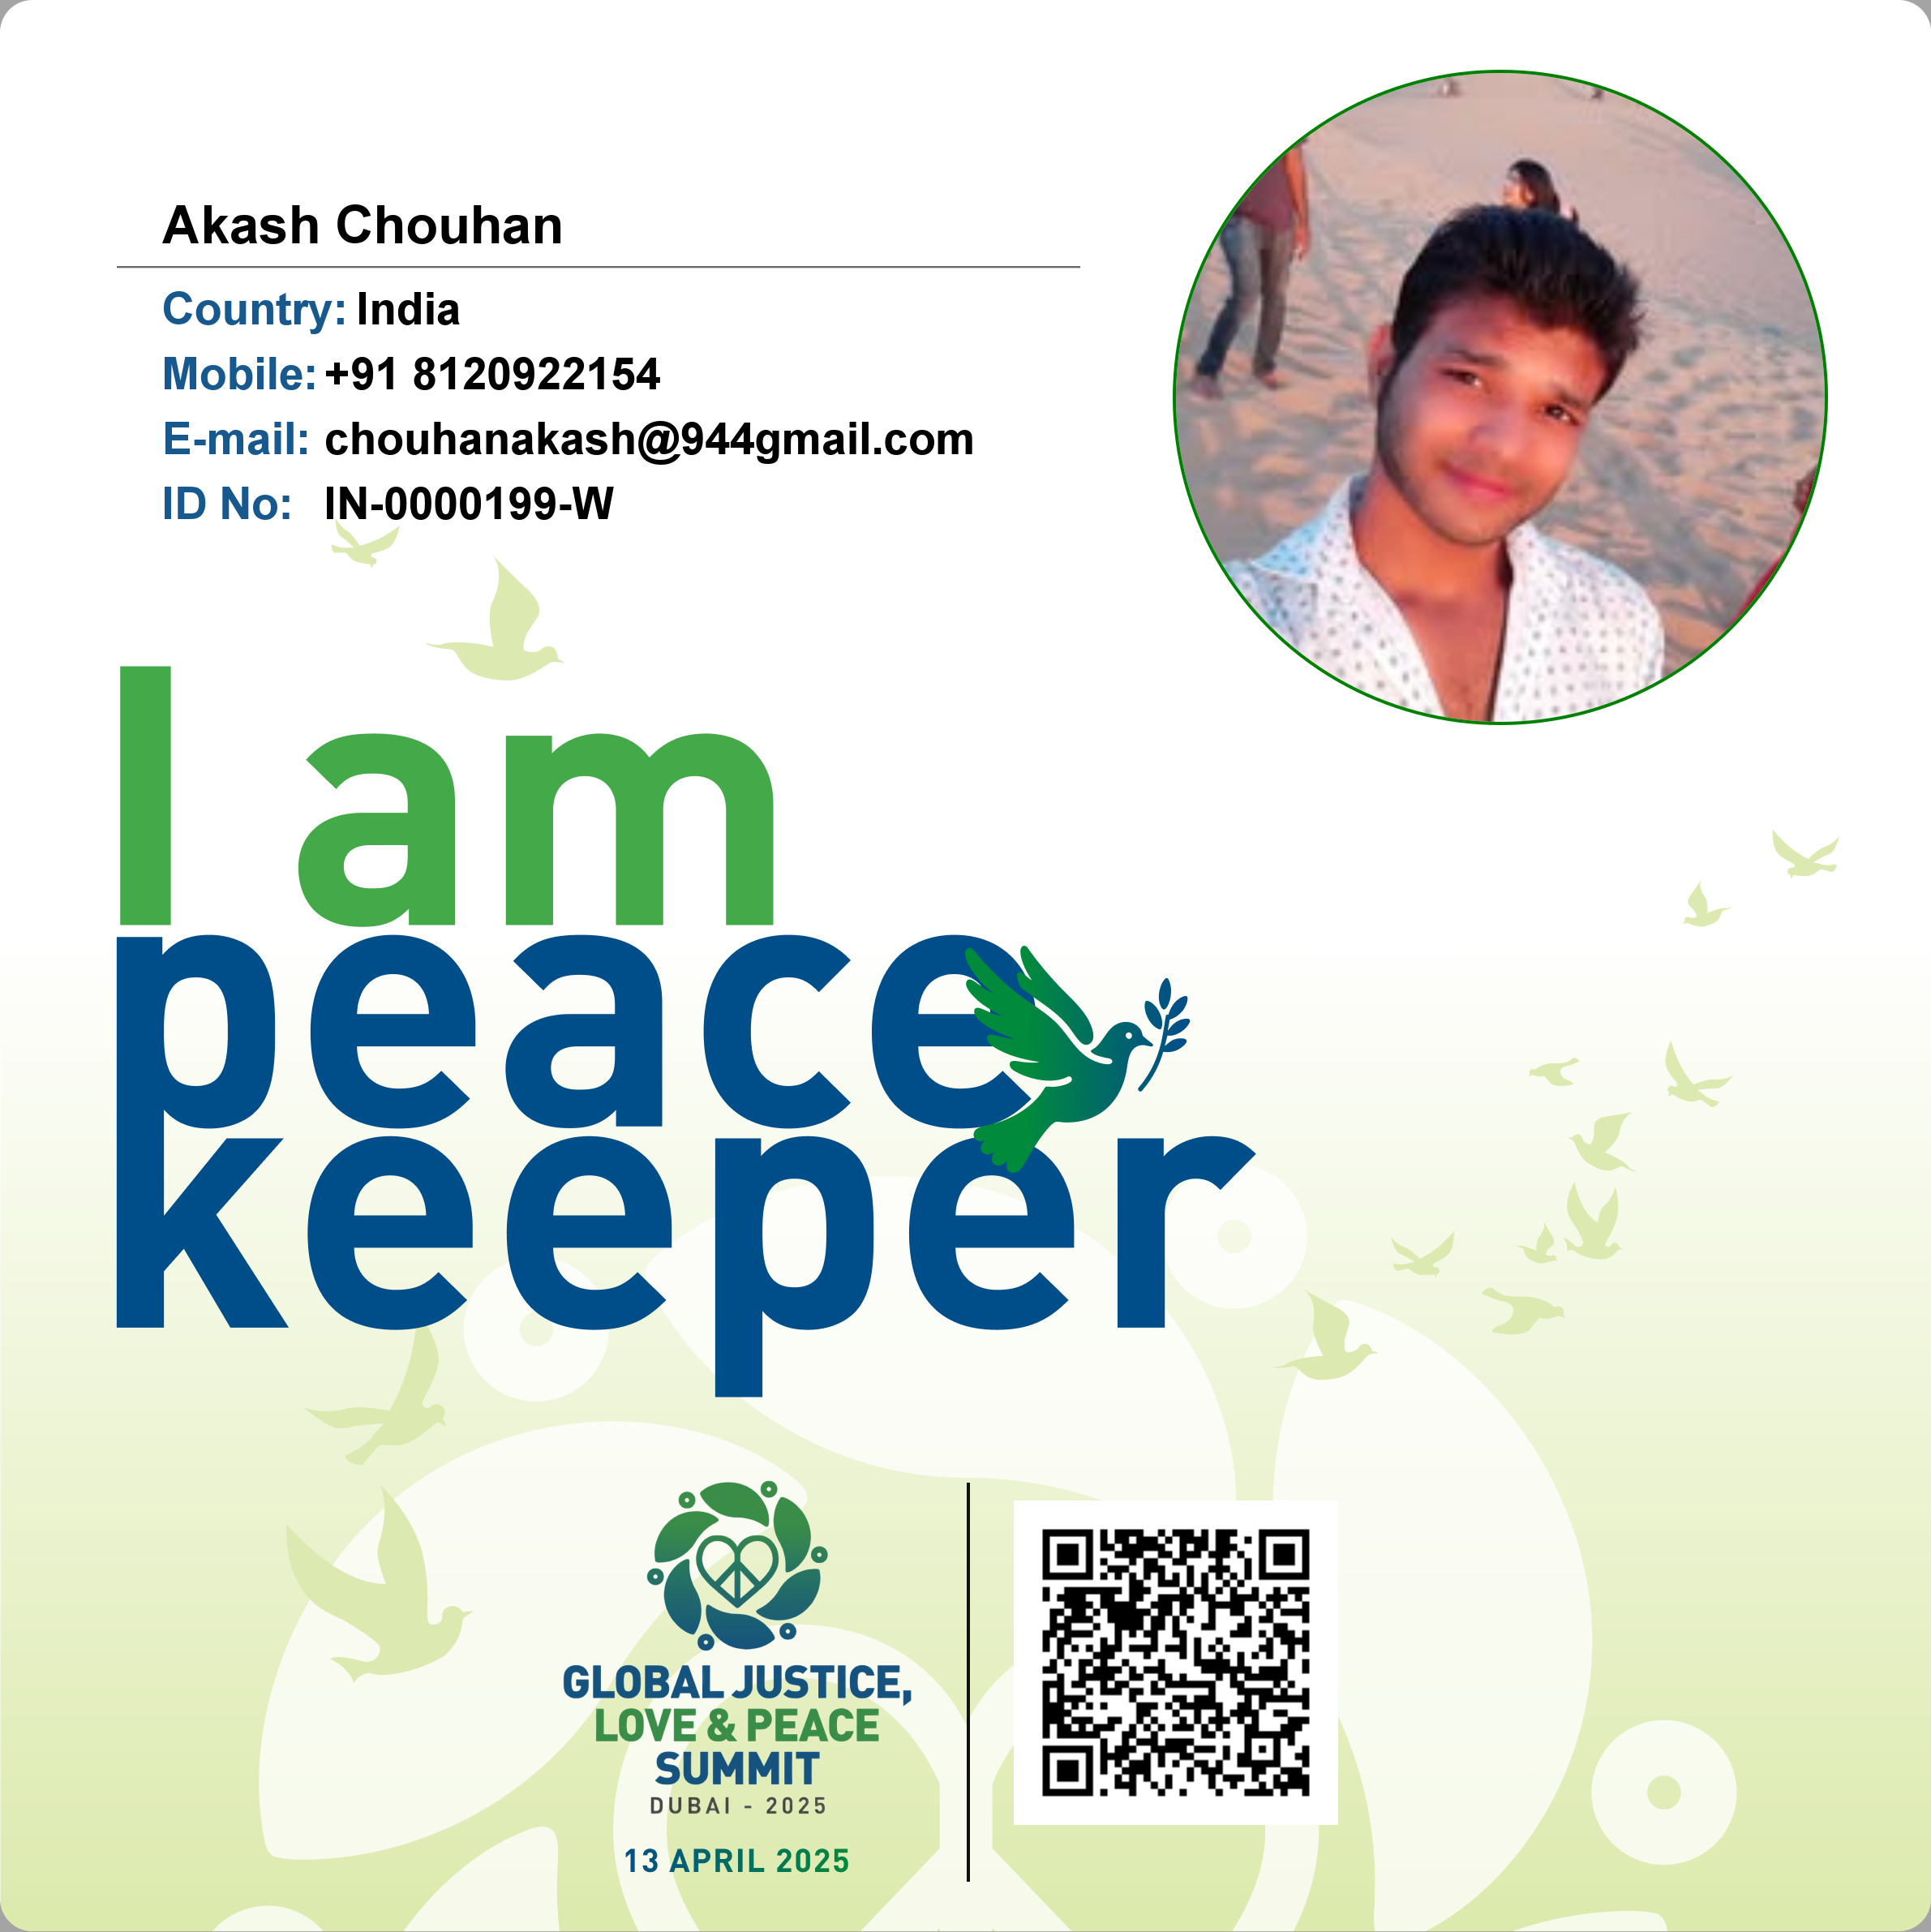 Akash Chouhan
Country: India
Mobile: +91 8120922154
E-mail: chouhanakash@944gmail.com
ID No: IN-0000199-W
I am
peace
keeper
GLOBAL JUSTICE,
LOVE & PEACE
SUMMIT
DUBAI - 2025
13 APRIL 2025